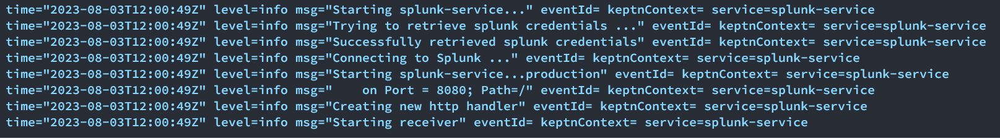 time="2023-08-03T12:00:49Z" level=info msg="Starting splunk-service..." eventId= keptnContext= service=splunk-service
time="2023-08-03T12:00:49Z" level=info msg="Trying to retrieve splunk credentials ..." eventId= keptnContext= service=splunk-service
time="2023-08-03T12:00:49Z" level=info msg="Successfully retrieved splunk credentials" eventId= keptnContext= service=splunk-service
time="2023-08-03T12:00:49Z" level=info msg="Connecting to Splunk ..." eventId= keptnContext= service=splunk-service
time="2023-08-03T12:00:49Z" level=info msg="Starting splunk-service...production" eventId= keptnContext= service=splunk-service
time="2023-08-03T12:00:49Z" level=info msg="    on Port = 8080; Path=/" eventId= keptnContext= service=splunk-service
time="2023-08-03T12:00:49Z" level=info msg="Creating new http handler" eventId= keptnContext= service=splunk-service
time="2023-08-03T12:00:49Z" level=info msg="Starting receiver" eventId= keptnContext= service=splunk-service